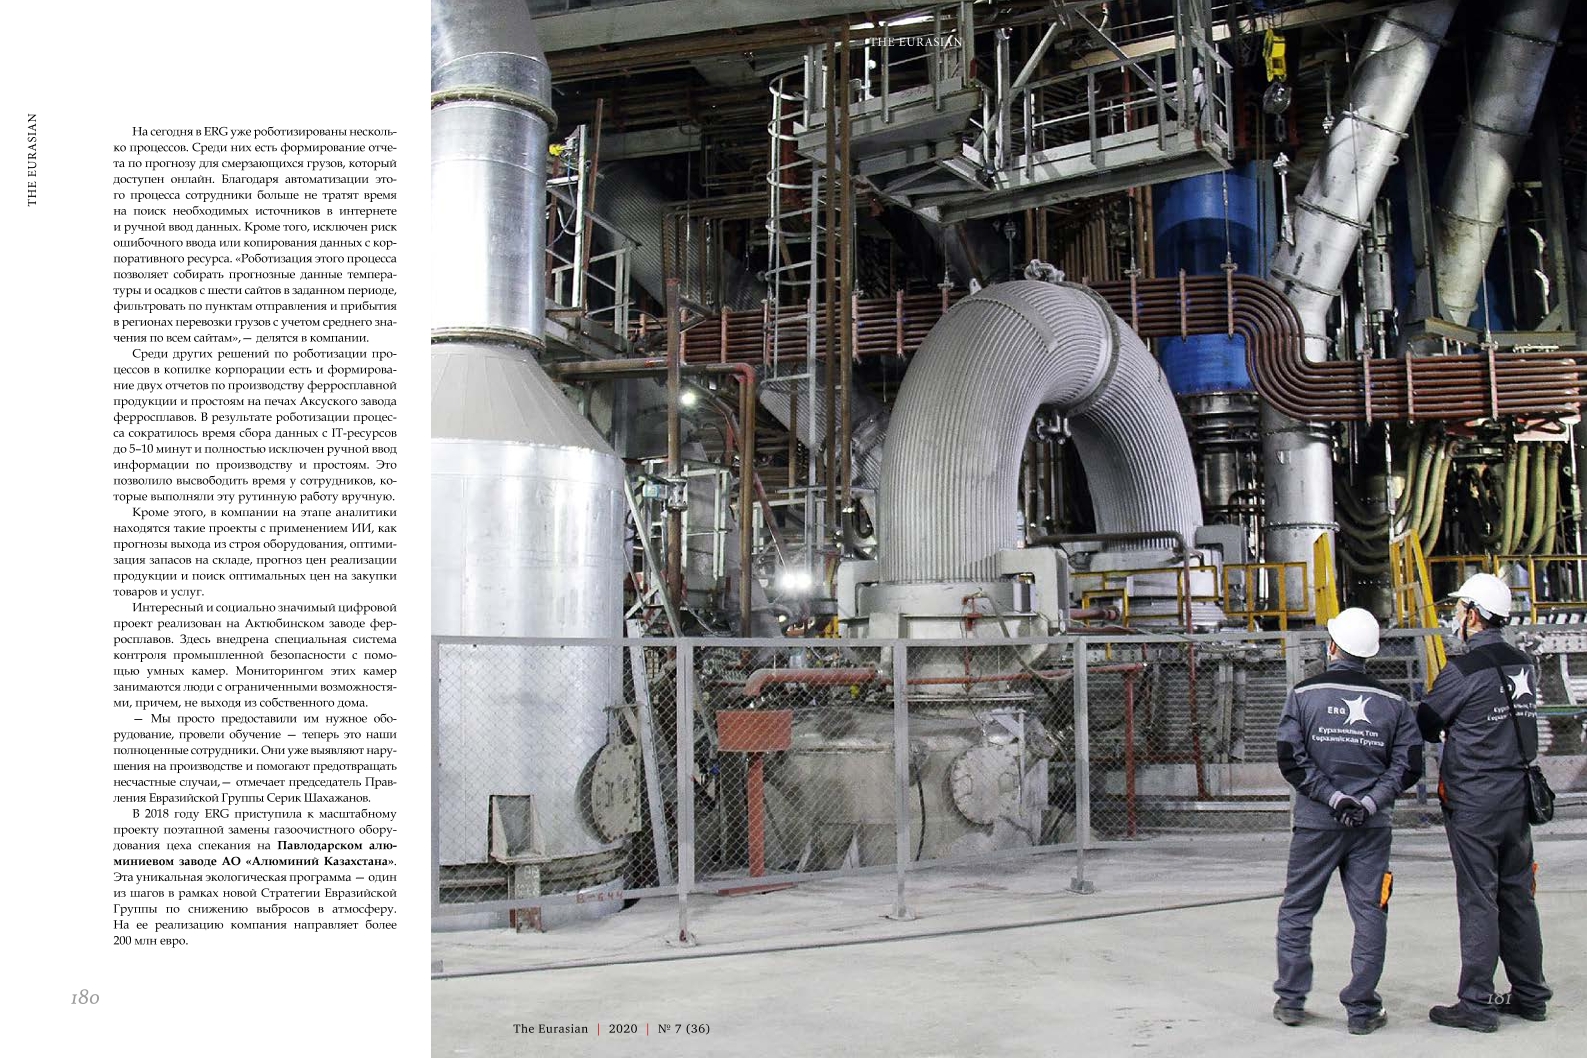 THE EURASIAN
THE EURASIAN
На сегодня в ERG уже роботизированы несколь-
ко процессов. Среди них есть формирование отче-
та по прогнозу для смерзающихся грузов, который
доступен онлайн. Благодаря автоматизации это-
го процесса сотрудники больше не тратят время
на поиск необходимых источников в интернете
и ручной ввод данных. Кроме того, исключен риск
ошибочного ввода или копирования данных с кор-
поративного ресурса. «Роботизация этого процесса
позволяет собирать прогнозные данные темпера-
туры и осадков с шести сайтов в заданном периоде,
фильтровать по пунктам отправления и прибытия
в регионах перевозки грузов с учетом среднего зна-
чения по всем сайтам»,— делятся в компании.
Среди других решений по роботизации про-
цессов в копилке корпорации есть и формирова-
ние двух отчетов по производству ферросплавной
продукции и простоям на печах Аксуского завода
ферросплавов. В результате роботизации процес-
са сократилось время сбора данных с IT-ресурсов
до 5–10 минут и полностью исключен ручной ввод
информации по производству и простоям. Это
позволило высвободить время у сотрудников, ко-
торые выполняли эту рутинную работу вручную.
Кроме этого, в компании на этапе аналитики
находятся такие проекты с применением ИИ, как
прогнозы выхода из строя оборудования, оптими-
зация запасов на складе, прогноз цен реализации
продукции и поиск оптимальных цен на закупки
товаров и услуг.
Интересный и социально значимый цифровой
проект реализован на Актюбинском заводе фер-
росплавов. Здесь внедрена специальная система
контроля промышленной безопасности с помо-
щью умных камер. Мониторингом этих камер
занимаются люди с ограниченными возможностя-
ми, причем, не выходя из собственного дома.
— Мы просто предоставили им нужное обо-
рудование, провели обучение — теперь это наши
полноценные сотрудники. Они уже выявляют нару-
шения на производстве и помогают предотвращать
несчастные случаи,— отмечает председатель Прав-
ления Евразийской Группы Серик Шахажанов.
В 2018 году ERG приступила к масштабному
проекту поэтапной замены газоочистного обору-
дования цеха спекания на Павлодарском алю-
миниевом заводе АО «Алюминий Казахстана».
Эта уникальная экологическая программа — один
из шагов в рамках новой Стратегии Евразийской
Группы по снижению выбросов в атмосферу.
На ее реализацию компания направляет более
200 млн евро.
ERG
Еуразиялық Топ
Евразийская Группа
180
181
The Eurasian | 2020 | № 7 (36)